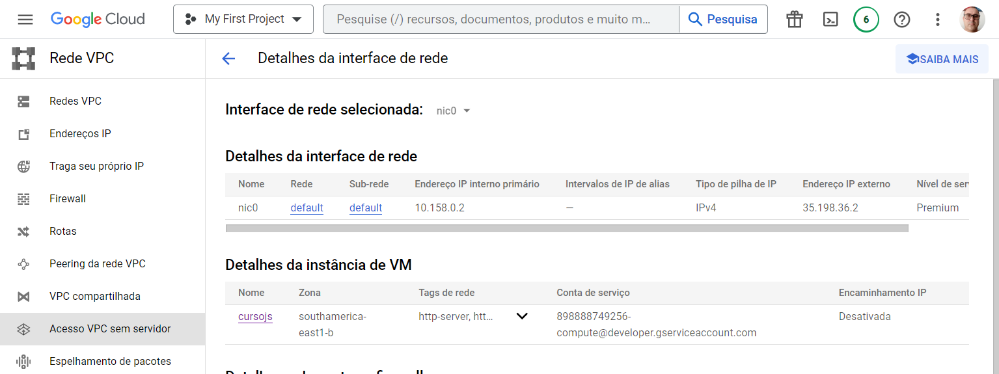 Google Cloud
My First Project
Pesquise (/) recursos, documentos, produtos e muito m...
Pesquisa
6
Rede VPC
Detalhes da interface de rede
SAIBA MAIS
Redes VPC
Endereços IP
Traga seu próprio IP
Firewall
Rotas
Peering da rede VPC
VPC compartilhada
Acesso VPC sem servidor
Espelhamento de pacotes
Interface de rede selecionada: nic0
Detalhes da interface de rede
Nome Rede Sub-rede Endereço IP interno primário Intervalos de IP de alias Tipo de pilha de IP Endereço IP externo Nível de
nic0 default default 10.158.0.2 — IPv4 35.198.36.2 Premium
Detalhes da instância de VM
Nome Zona Tags de rede Conta de serviço Encaminhamento IP
cursojs southamerica-east1-b http-server, htt... 898888749256-compute@developer.gserviceaccount.com Desativada